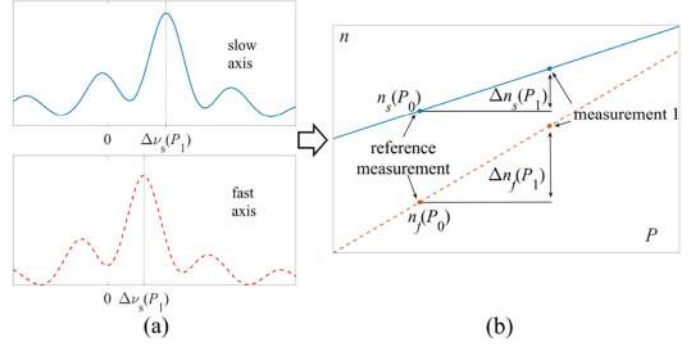 slow
axis
0 Δν_s(P_1)
fast
axis
0 Δν_s(P_1)
(a)
n
n_s(P_0)
Δn_s(P_1)
reference
measurement
measurement 1
Δn_f(P_1)
n_f(P_0)
P
(b)